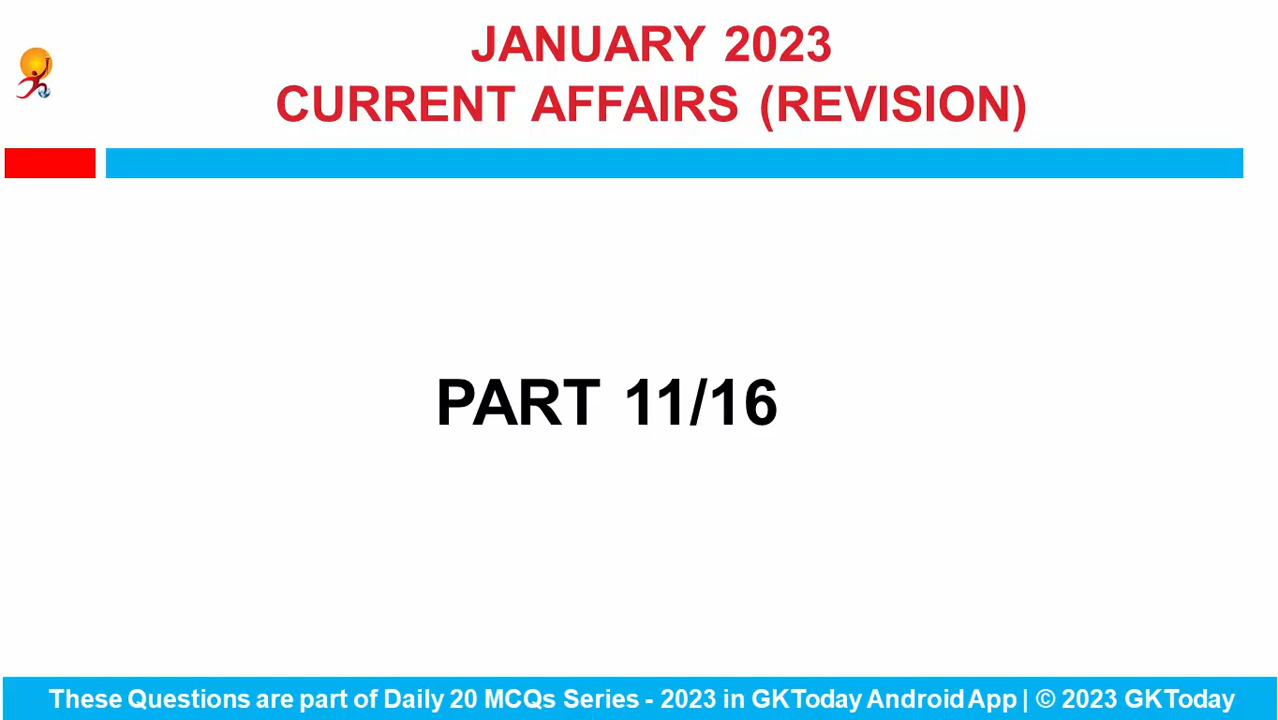 JANUARY 2023
CURRENT AFFAIRS (REVISION)
PART 11/16
These Questions are part of Daily 20 MCQs Series - 2023 in GKToday Android App | © 2023 GKToday